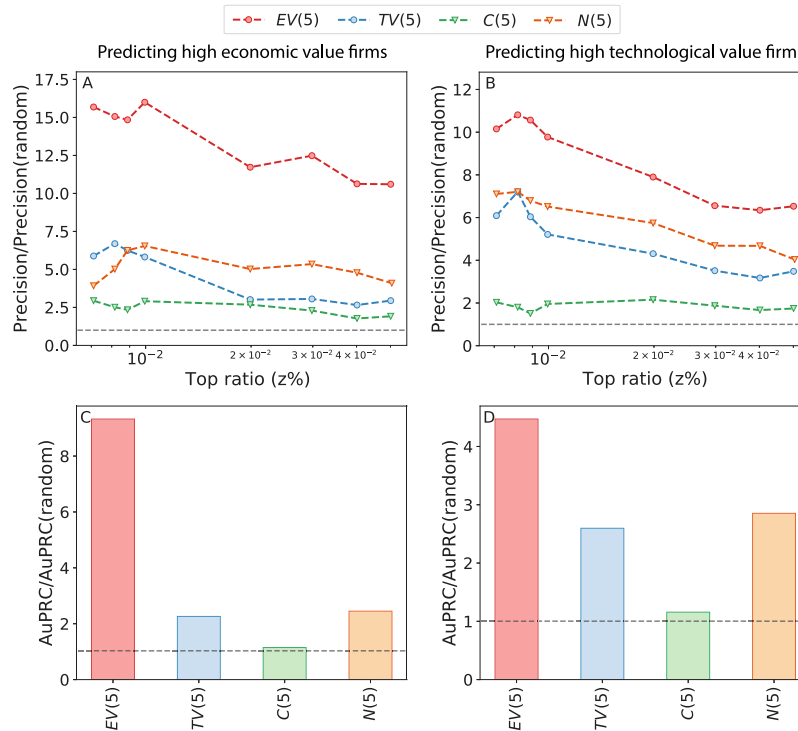 EV(5) TV(5) C(5) N(5)
Predicting high economic value firms
Predicting high technological value firm
A
17.5
15.0
12.5
10.0
7.5
5.0
2.5
0.0
Precision/Precision(random)
10⁻² 2 × 10⁻² 3 × 10⁻² 4 × 10⁻²
Top ratio (z%)
B
12
10
8
6
4
2
0
Precision/Precision(random)
10⁻² 2 × 10⁻² 3 × 10⁻² 4 × 10⁻²
Top ratio (z%)
C
8
6
4
2
0
AuPRC/AuPRC(random)
EV(5) TV(5) C(5) N(5)
D
4
3
2
1
0
AuPRC/AuPRC(random)
EV(5) TV(5) C(5) N(5)